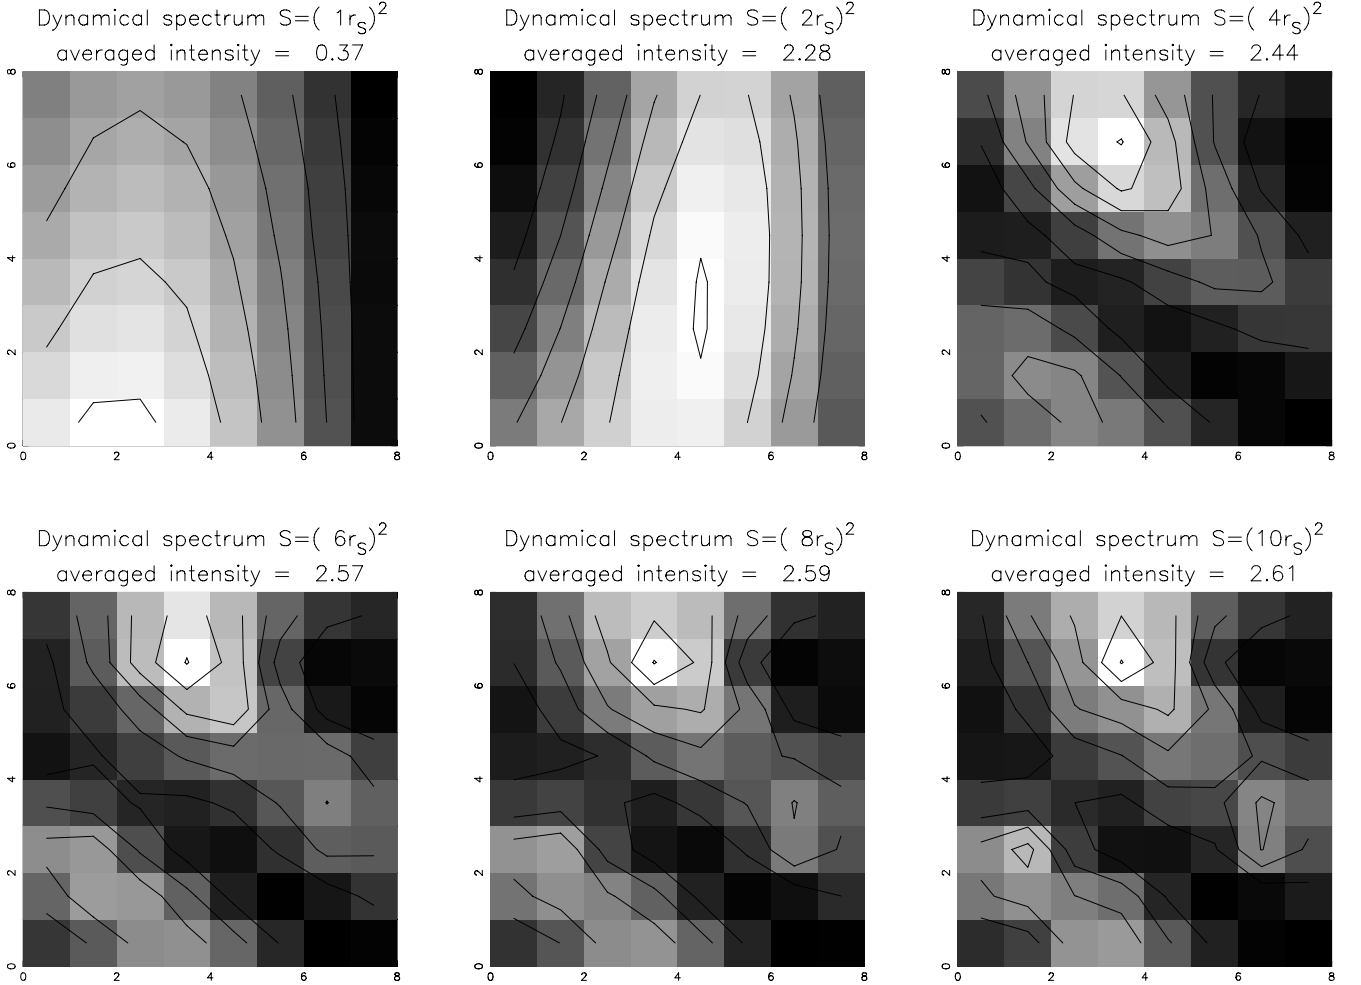 Dynamical spectrum S=( 1r_S)^2
averaged intensity = 0.37
8
6
4
2
0
0 2 4 6 8
Dynamical spectrum S=( 2r_S)^2
averaged intensity = 2.28
8
6
4
2
0
0 2 4 6 8
Dynamical spectrum S=( 4r_S)^2
averaged intensity = 2.44
8
6
4
2
0
0 2 4 6 8
Dynamical spectrum S=( 6r_S)^2
averaged intensity = 2.57
8
6
4
2
0
0 2 4 6 8
Dynamical spectrum S=( 8r_S)^2
averaged intensity = 2.59
8
6
4
2
0
0 2 4 6 8
Dynamical spectrum S=(10r_S)^2
averaged intensity = 2.61
8
6
4
2
0
0 2 4 6 8